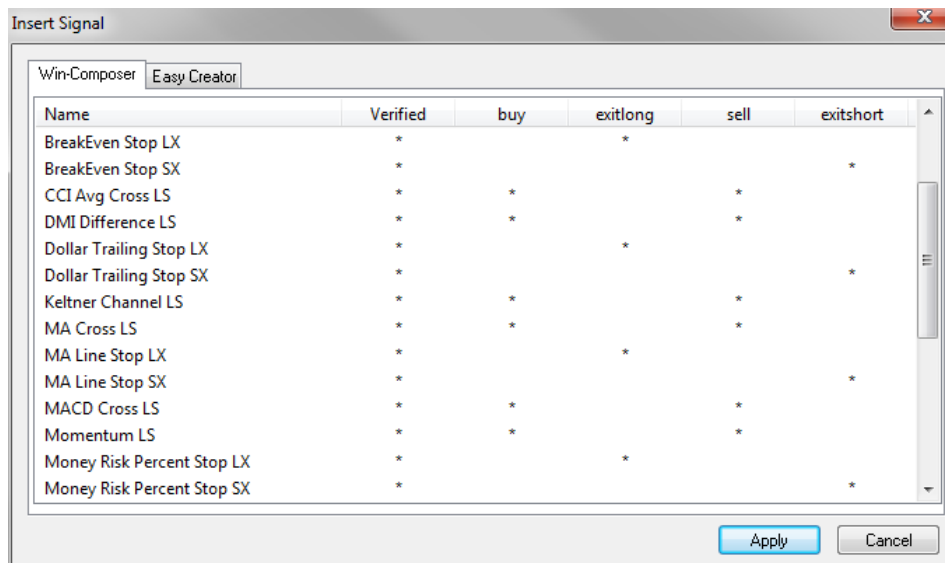 Insert Signal
Win-Composer Easy Creator
Name Verified buy exitlong sell exitshort
BreakEven Stop LX * *
BreakEven Stop SX * *
CCI Avg Cross LS * * *
DMI Difference LS * * *
Dollar Trailing Stop LX * *
Dollar Trailing Stop SX * *
Keltner Channel LS * * *
MA Cross LS * * *
MA Line Stop LX * *
MA Line Stop SX * *
MACD Cross LS * * *
Momentum LS * * *
Money Risk Percent Stop LX * *
Money Risk Percent Stop SX * *
Apply Cancel